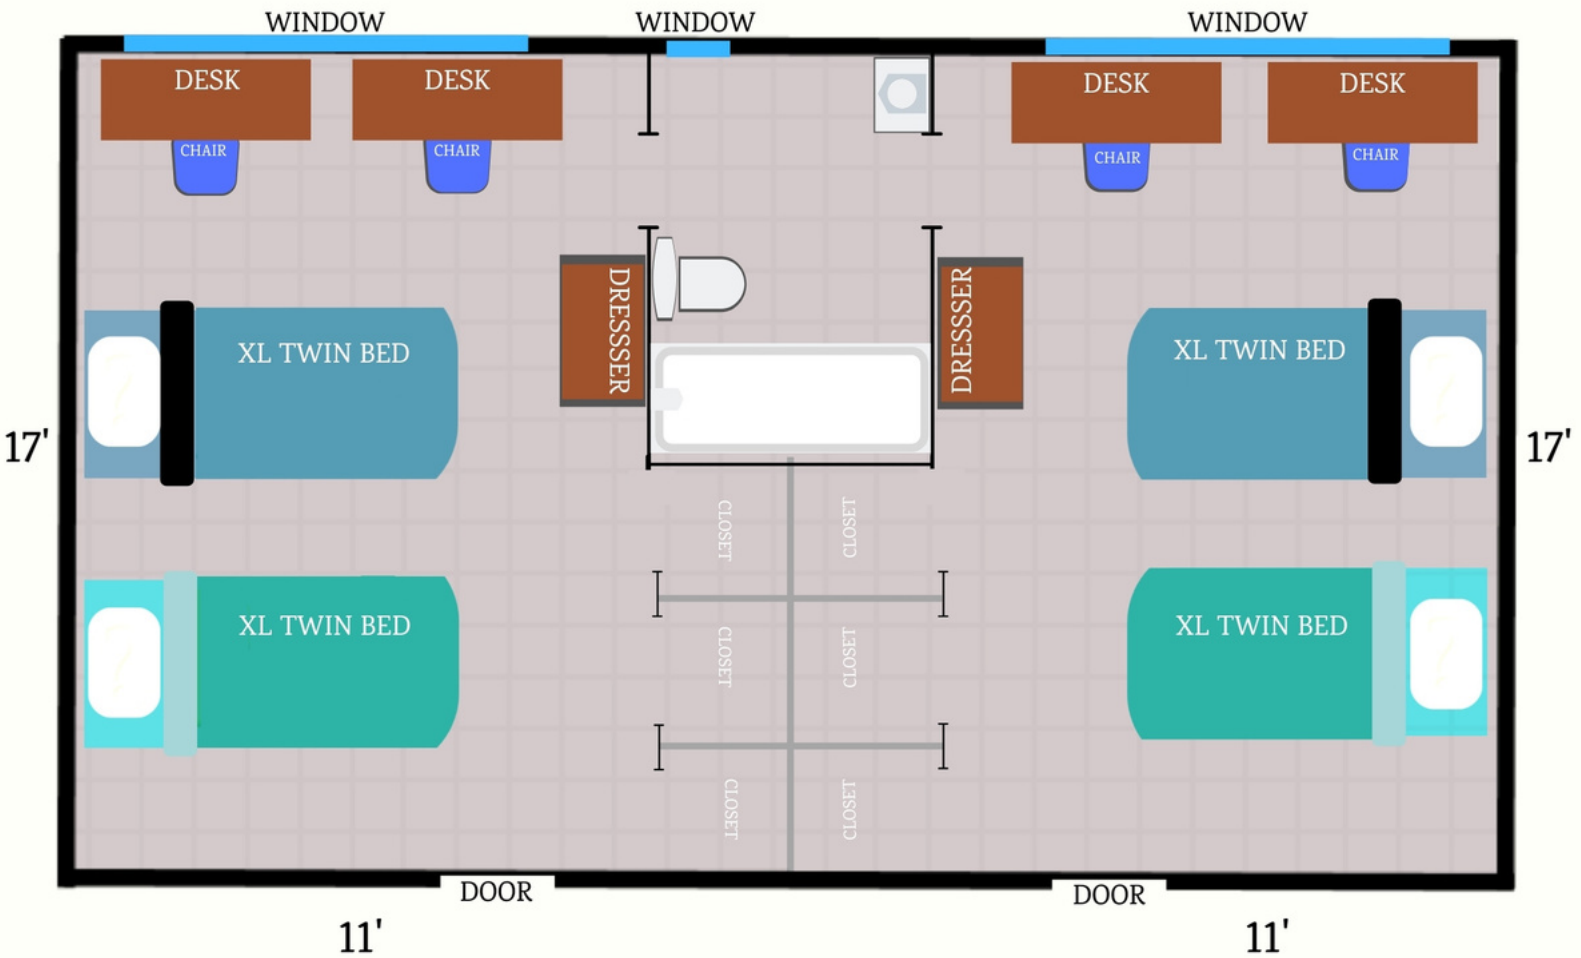 WINDOW
WINDOW
WINDOW
DESK
DESK
DESK
DESK
CHAIR
CHAIR
CHAIR
CHAIR
DRESSSER
DRESSSER
XL TWIN BED
XL TWIN BED
17'
17'
CLOSET
CLOSET
XL TWIN BED
XL TWIN BED
CLOSET
CLOSET
CLOSET
CLOSET
DOOR
DOOR
11'
11'